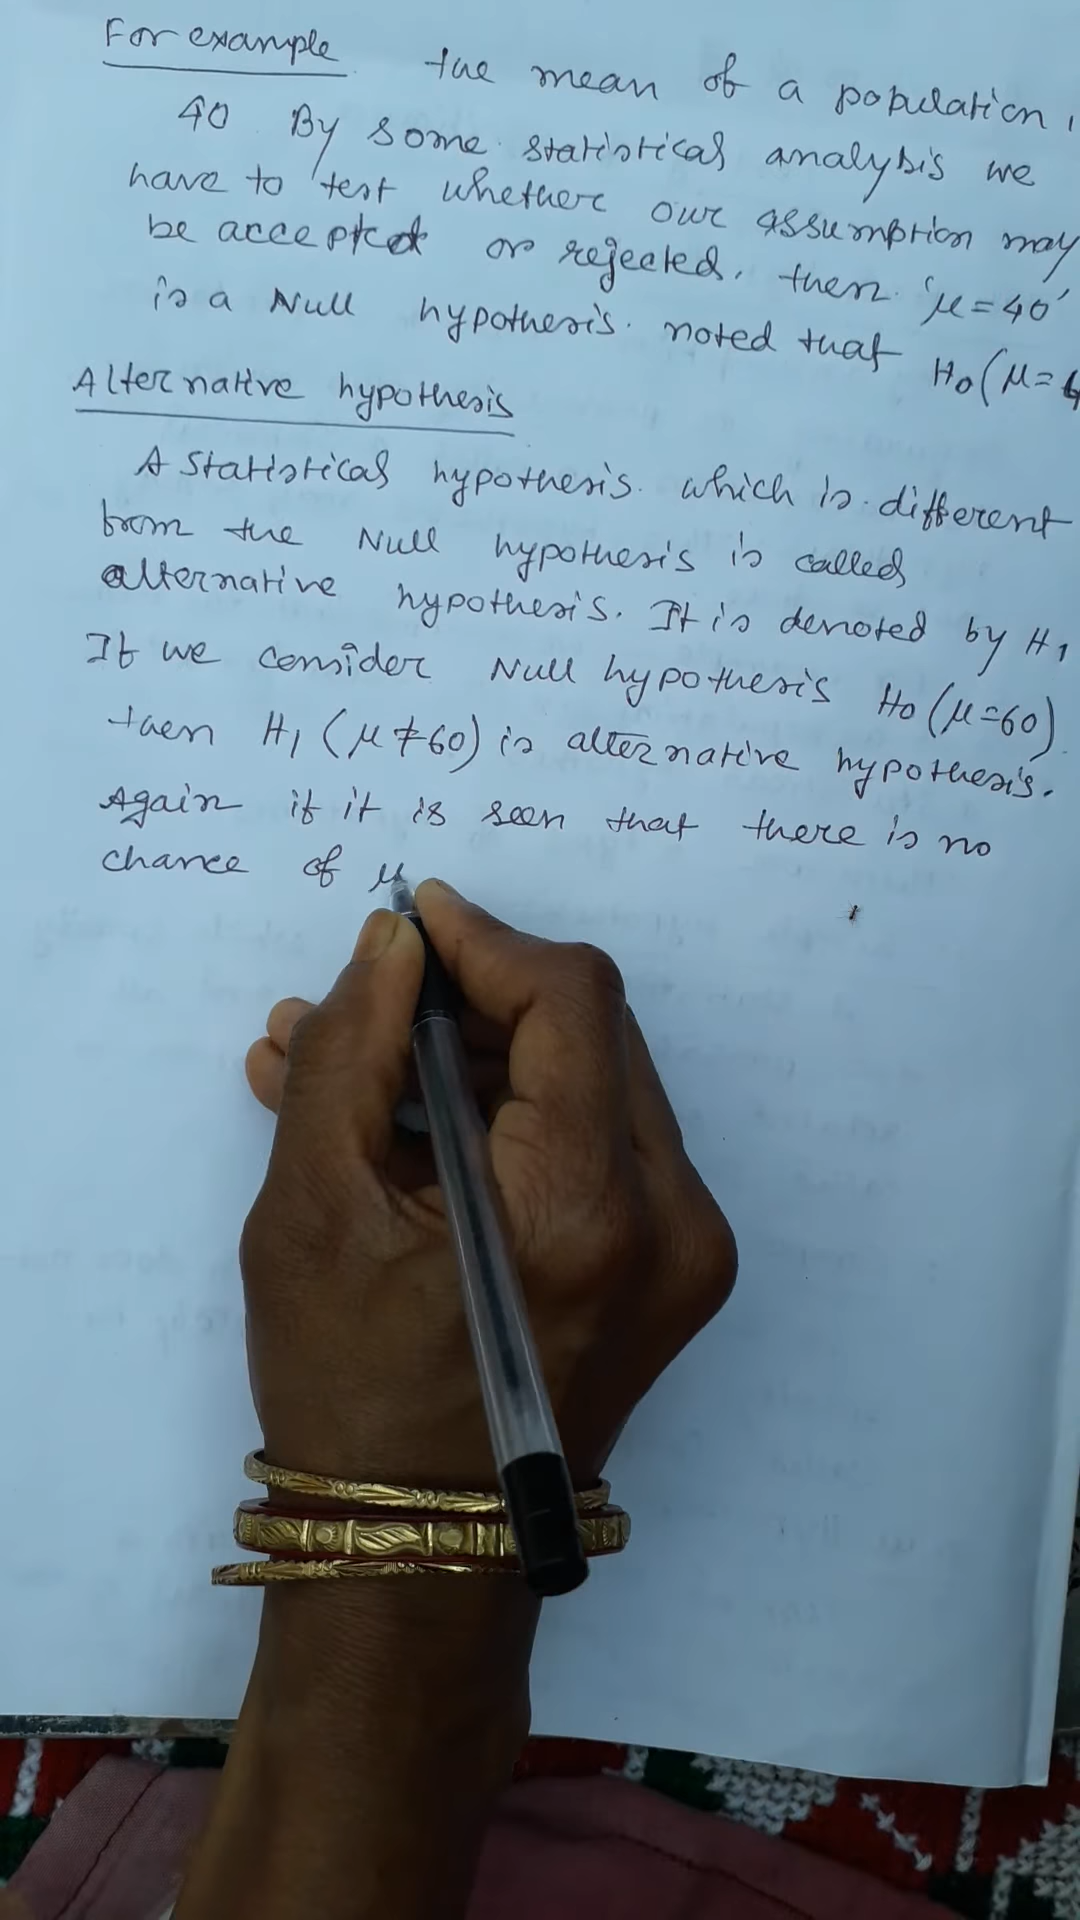 For example the mean of a population
40 By some statistical analysis we
have to test whether our assumption may
be accepted or rejected. then 'μ=40'
is a Null hypothesis. noted that H0(μ=4
Alternative hypothesis
A Statistical hypothesis. which is different
from the Null hypothesis is called
alternative hypothesis. It is denoted by H1
If we consider Null hypothesis H0(μ=60)
then H1 (μ≠60) is alternative hypothesis.
Again if it is seen that there is no
chance of μ